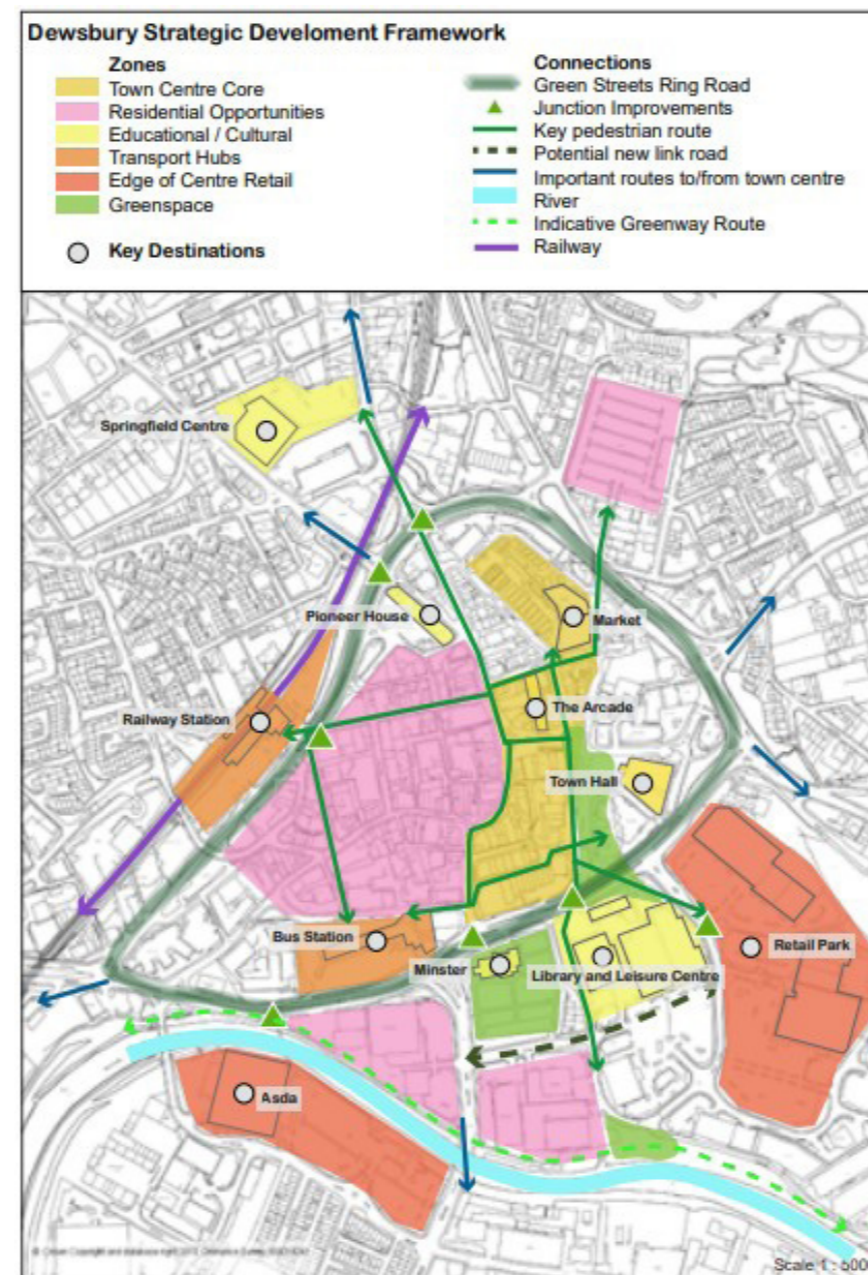 Dewsbury Strategic Develoment Framework
Zones
Town Centre Core
Residential Opportunities
Educational / Cultural
Transport Hubs
Edge of Centre Retail
Greenspace
Key Destinations
Connections
Green Streets Ring Road
Junction Improvements
Key pedestrian route
Potential new link road
Important routes to/from town centre
River
Indicative Greenway Route
Railway
Springfield Centre
Pioneer House
Market
Railway Station
The Arcade
Town Hall
Bus Station
Minster
Library and Leisure Centre
Retail Park
Asda
Scale 1 : 500